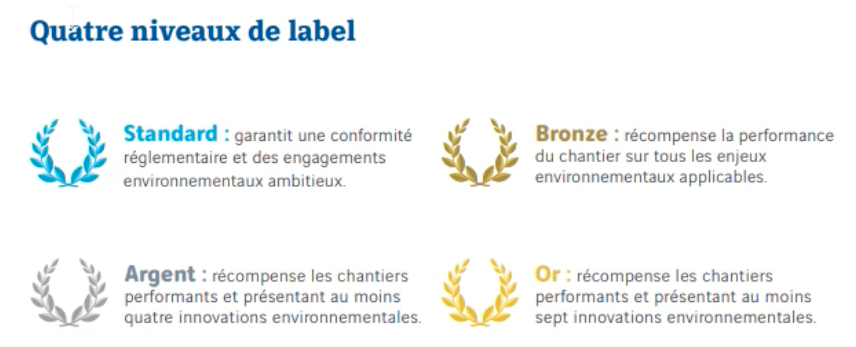 Quatre niveaux de label
Standard : garantit une conformité
réglementaire et des engagements
environnementaux ambitieux.
Bronze : récompense la performance
du chantier sur tous les enjeux
environnementaux applicables.
Argent : récompense les chantiers
performants et présentant au moins
quatre innovations environnementales.
Or : récompense les chantiers
performants et présentant au moins
sept innovations environnementales.